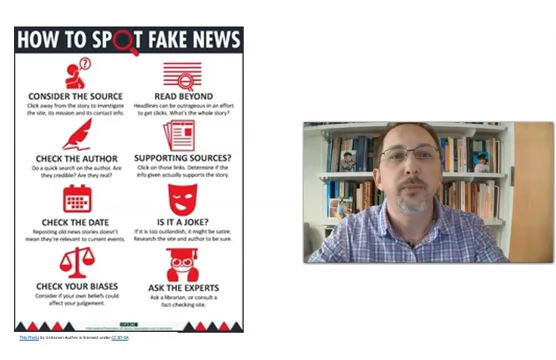 HOW TO SPOT FAKE NEWS
CONSIDER THE SOURCE
Click away from the story to investigate
the site, its mission and its contact info.
READ BEYOND
Headlines can be outrageous in an effort
to get clicks. What's the whole story?
CHECK THE AUTHOR
Do a quick search on the author. Are
they credible? Are they real?
SUPPORTING SOURCES?
Click on those links. Determine if the
info given actually supports the story.
CHECK THE DATE
Reposting old news stories doesn't
mean they're relevant to current events.
IS IT A JOKE?
If it is too outlandish, it might be satire.
Research the site and author to be sure.
CHECK YOUR BIASES
Consider if your own beliefs could
affect your judgement.
ASK THE EXPERTS
Ask a librarian, or consult a
fact-checking site.
This Photo by Unknown Author is licensed under CC BY-SA